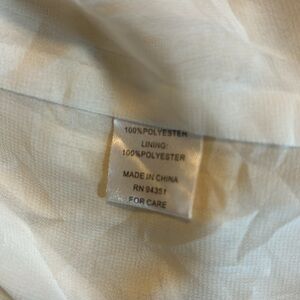 100%POLYESTER
LINING:
100%POLYESTER
MADE IN CHINA
RN 94351
FOR CARE